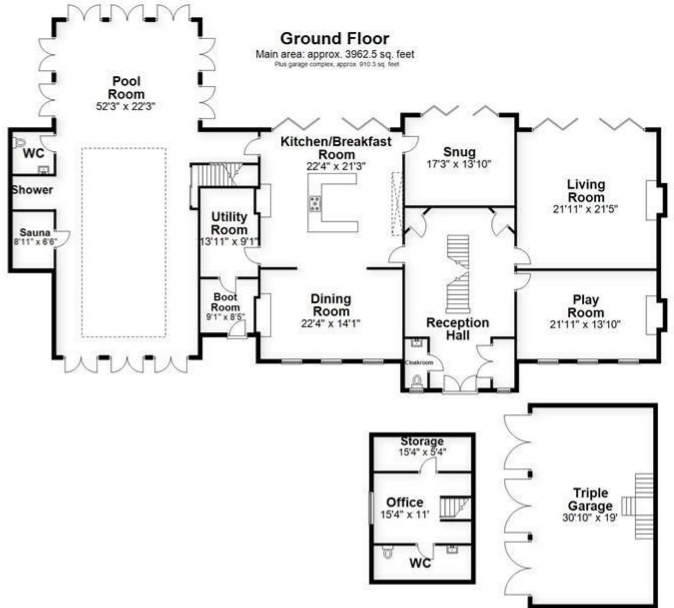 Ground Floor
Main area: approx. 3962.5 sq. feet
Plus garage complex, approx. 910.3 sq. feet
Pool
Room
52'3" x 22'3"
WC
Shower
Sauna
8'11" x 6'6"
Kitchen/Breakfast
Room
22'4" x 21'3"
Snug
17'3" x 13'10"
Living
Room
21'11" x 21'5"
Utility
Room
13'11" x 9'1"
Boot
Room
9'1" x 8'5"
Dining
Room
22'4" x 14'1"
Reception
Hall
Play
Room
21'11" x 13'10"
Cloakroom
Storage
15'4" x 5'4"
Office
15'4" x 11'
WC
Triple
Garage
30'10" x 19'